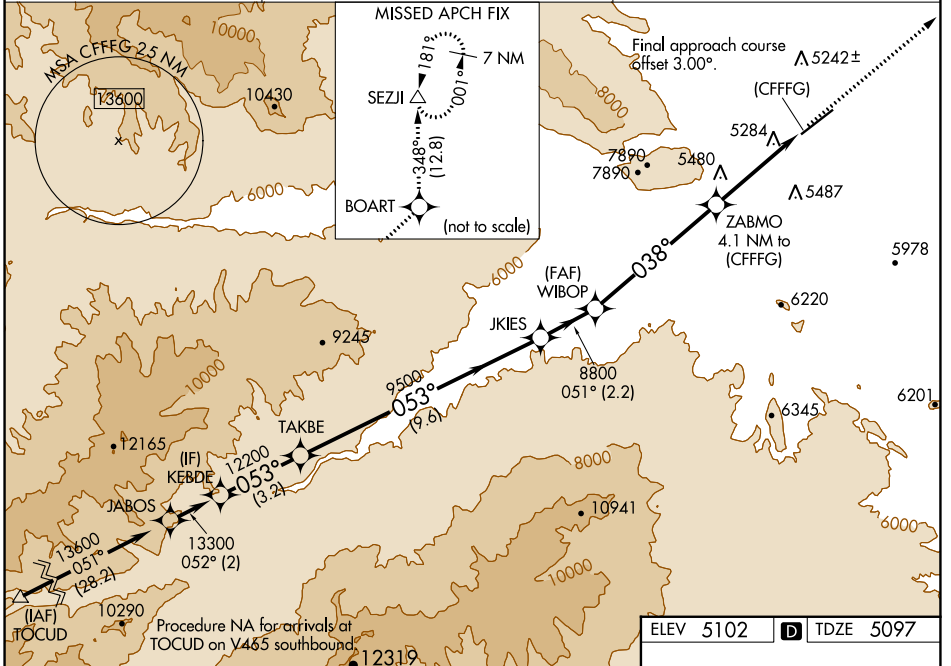 MISSED APCH FIX
181°
7 NM
001°
SEZJI
348°
(12.8)
BOART
(not to scale)
10000
MSA CFFFG 25 NM
13600
x
10430
6000
Final approach course
offset 3.00°.
5242±
(CFFFG)
8000
5284
7890
7890
5480
5487
ZABMO
4.1 NM to
(CFFFG)
5978
038°
6000
(FAF)
WIBOP
6220
JKIES
9245
10000
8800
051° (2.2)
9500
053°
(9.6)
6201
6345
TAKBE
12165
(IF)
KEBDE
12200
053°
(3.2)
8000
JABOS
10941
6000
13300
052° (2)
13600
051°
(28.2)
10000
(IAF)
TOCUD
10290
Procedure NA for arrivals at
TOCUD on V465 southbound.
12319
ELEV 5102 D TDZE 5097